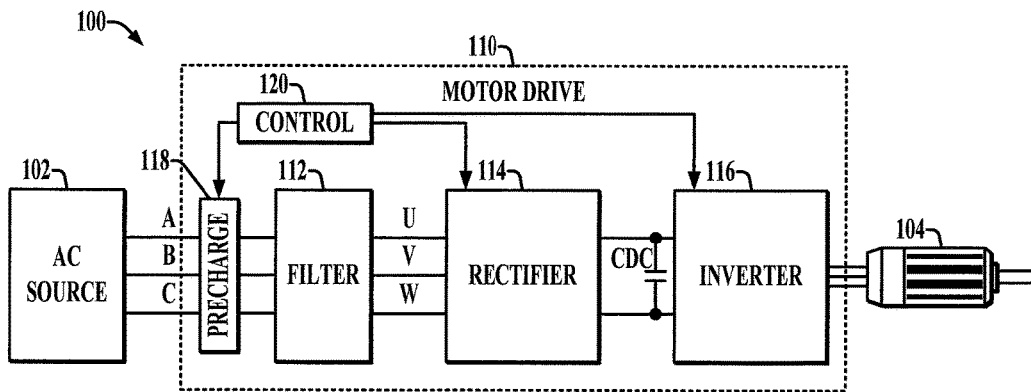 100
110
MOTOR DRIVE
120
CONTROL
118
PRECHARGE
102
AC
SOURCE
A
B
C
112
FILTER
U
V
W
114
RECTIFIER
CDC
116
INVERTER
104